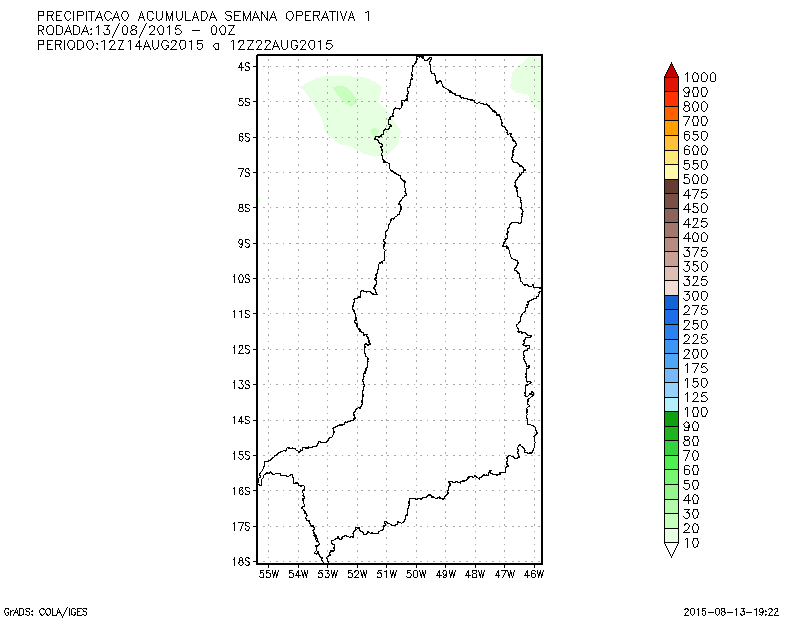 PRECIPITACAO ACUMULADA SEMANA OPERATIVA 1
RODADA:13/08/2015 - 00Z
PERIODO:12Z14AUG2015 a 12Z22AUG2015
4S
5S
6S
7S
8S
9S
10S
11S
12S
13S
14S
15S
16S
17S
18S
55W 54W 53W 52W 51W 50W 49W 48W 47W 46W
1000
900
800
700
650
600
550
500
475
450
425
400
375
350
325
300
275
250
225
200
175
150
125
100
90
80
70
60
50
40
30
20
10
GrADS: COLA/IGES
2015-08-13-19:22